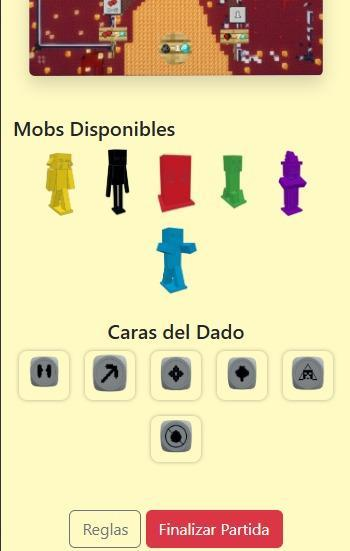 Mobs Disponibles
Caras del Dado
Reglas
Finalizar Partida